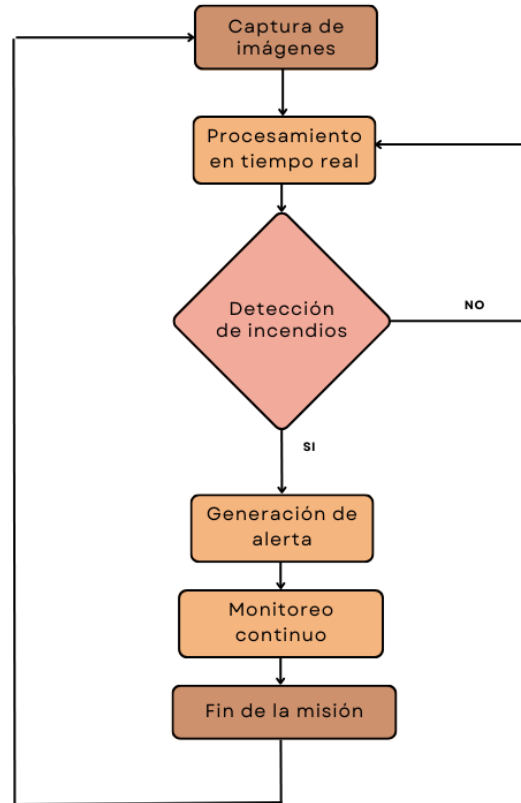 Captura de
imágenes
Procesamiento
en tiempo real
Detección
de incendios
NO
SI
Generación de
alerta
Monitoreo
continuo
Fin de la misión